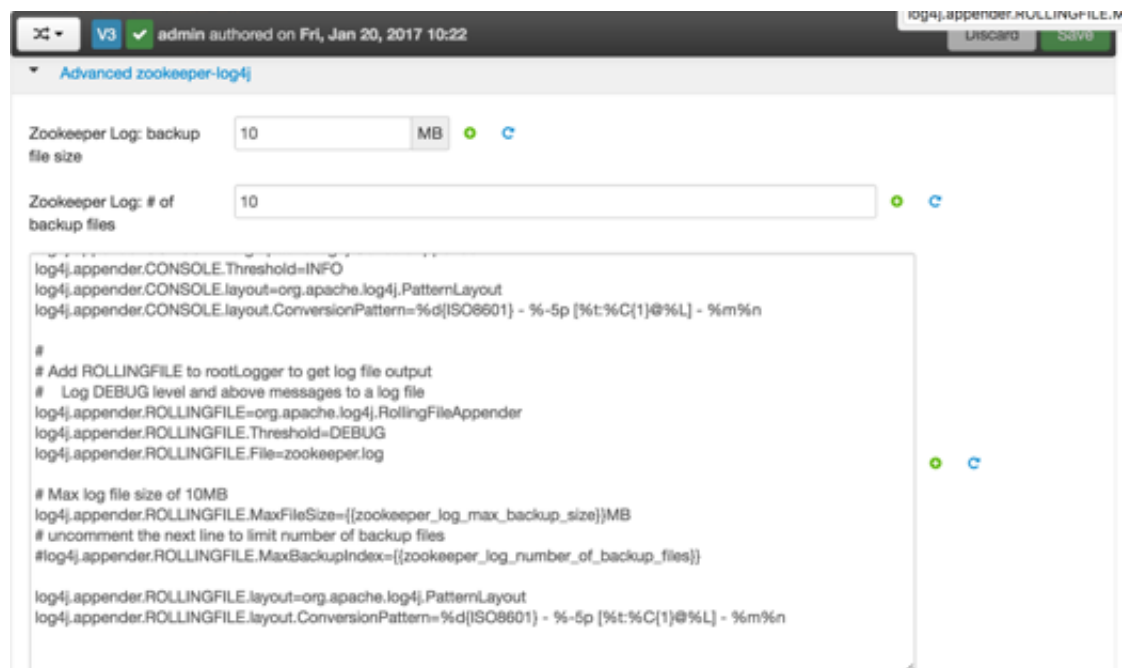 log4j.appender.ROLLINGFILE.M
V3 admin authored on Fri, Jan 20, 2017 10:22
Discard Save
Advanced zookeeper-log4j
Zookeeper Log: backup
file size
10 MB
Zookeeper Log: # of
backup files
10
log4j.appender.CONSOLE.Threshold=INFO
log4j.appender.CONSOLE.layout=org.apache.log4j.PatternLayout
log4j.appender.CONSOLE.layout.ConversionPattern=%d{ISO8601} - %-5p [%t:%C{1}@%L] - %m%n
#
# Add ROLLINGFILE to rootLogger to get log file output
# Log DEBUG level and above messages to a log file
log4j.appender.ROLLINGFILE=org.apache.log4j.RollingFileAppender
log4j.appender.ROLLINGFILE.Threshold=DEBUG
log4j.appender.ROLLINGFILE.File=zookeeper.log
# Max log file size of 10MB
log4j.appender.ROLLINGFILE.MaxFileSize={{zookeeper_log_max_backup_size}}MB
# uncomment the next line to limit number of backup files
#log4j.appender.ROLLINGFILE.MaxBackupIndex={{zookeeper_log_number_of_backup_files}}
log4j.appender.ROLLINGFILE.layout=org.apache.log4j.PatternLayout
log4j.appender.ROLLINGFILE.layout.ConversionPattern=%d{ISO8601} - %-5p [%t:%C{1}@%L] - %m%n